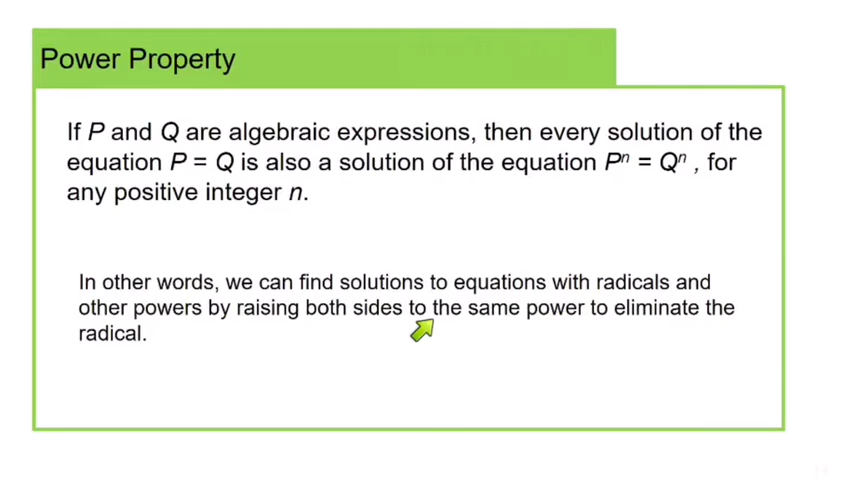 Power Property
If P and Q are algebraic expressions, then every solution of the
equation P = Q is also a solution of the equation Pⁿ = Qⁿ , for
any positive integer n.
In other words, we can find solutions to equations with radicals and
other powers by raising both sides to the same power to eliminate the
radical.